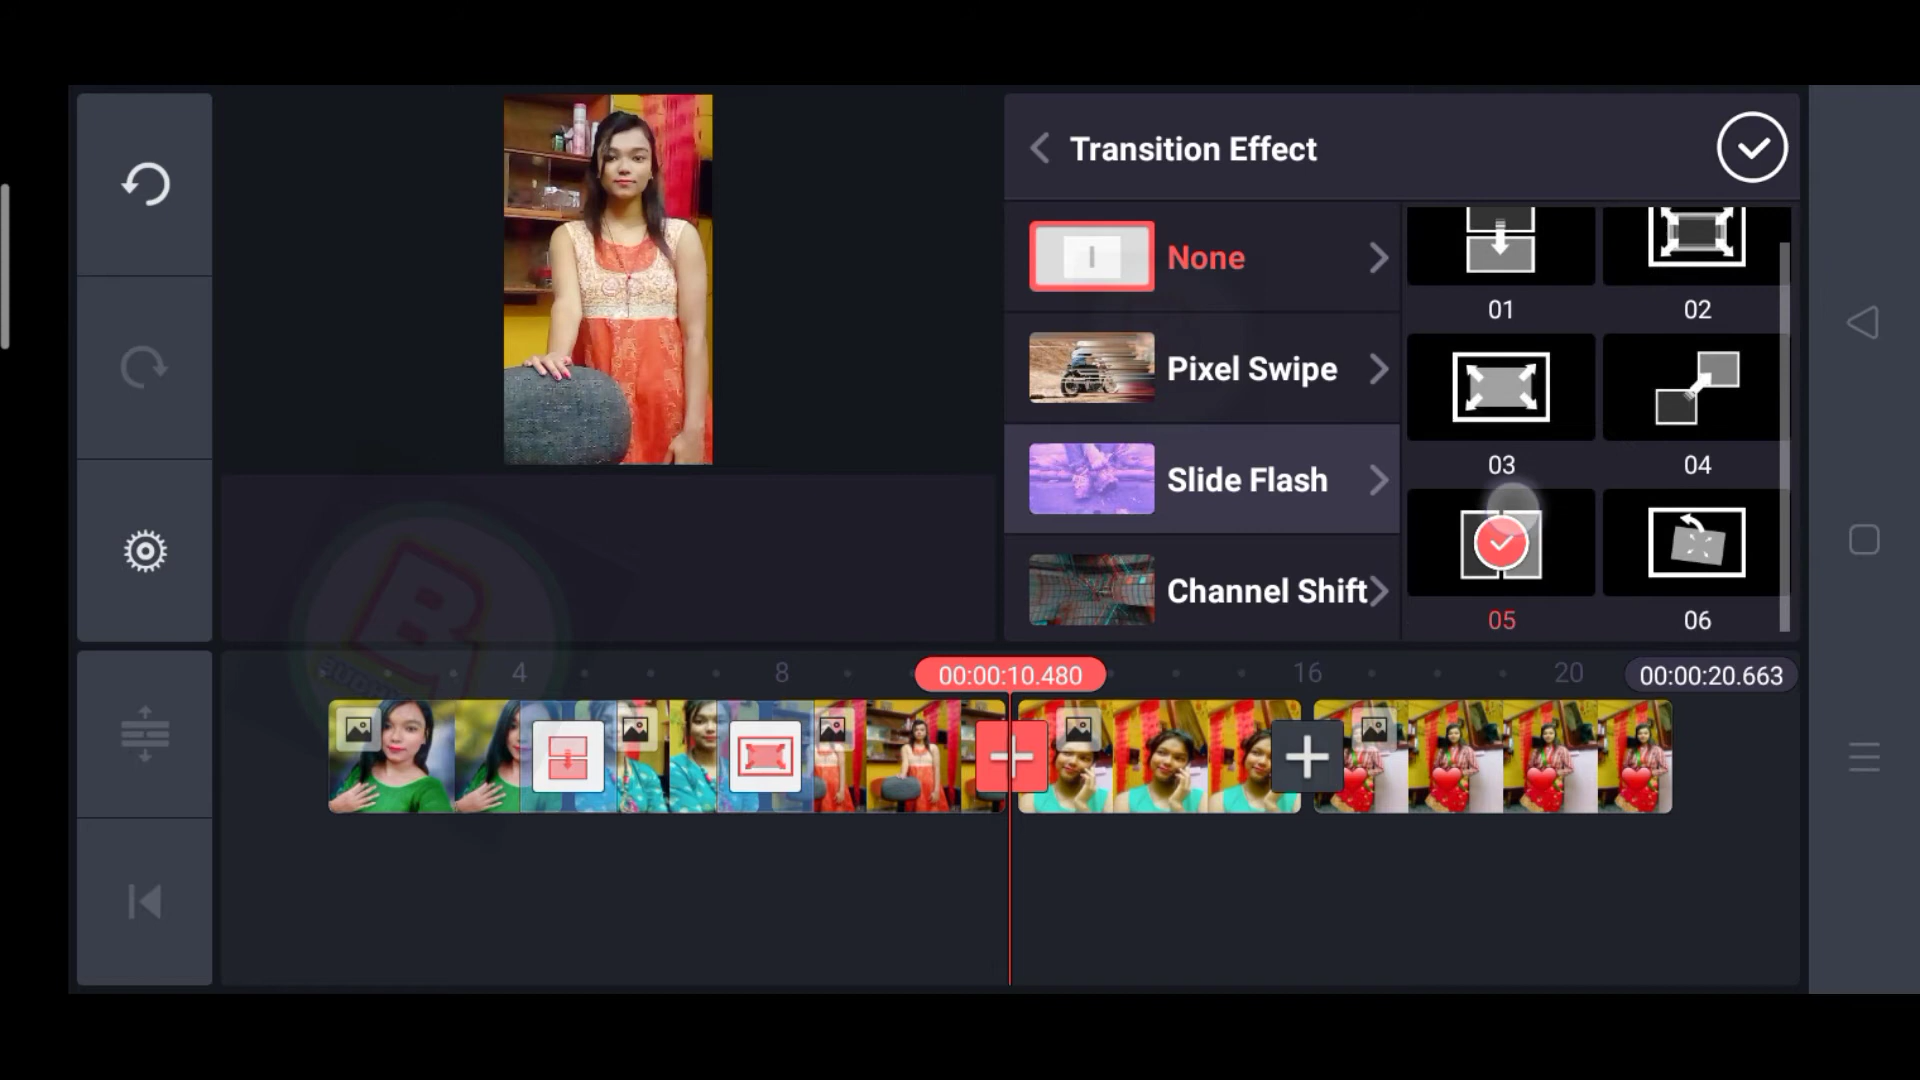 Transition Effect
None
Pixel Swipe
Slide Flash
Channel Shift
01
02
03
04
05
06
4
8
00:00:10.480
16
20
00:00:20.663
B